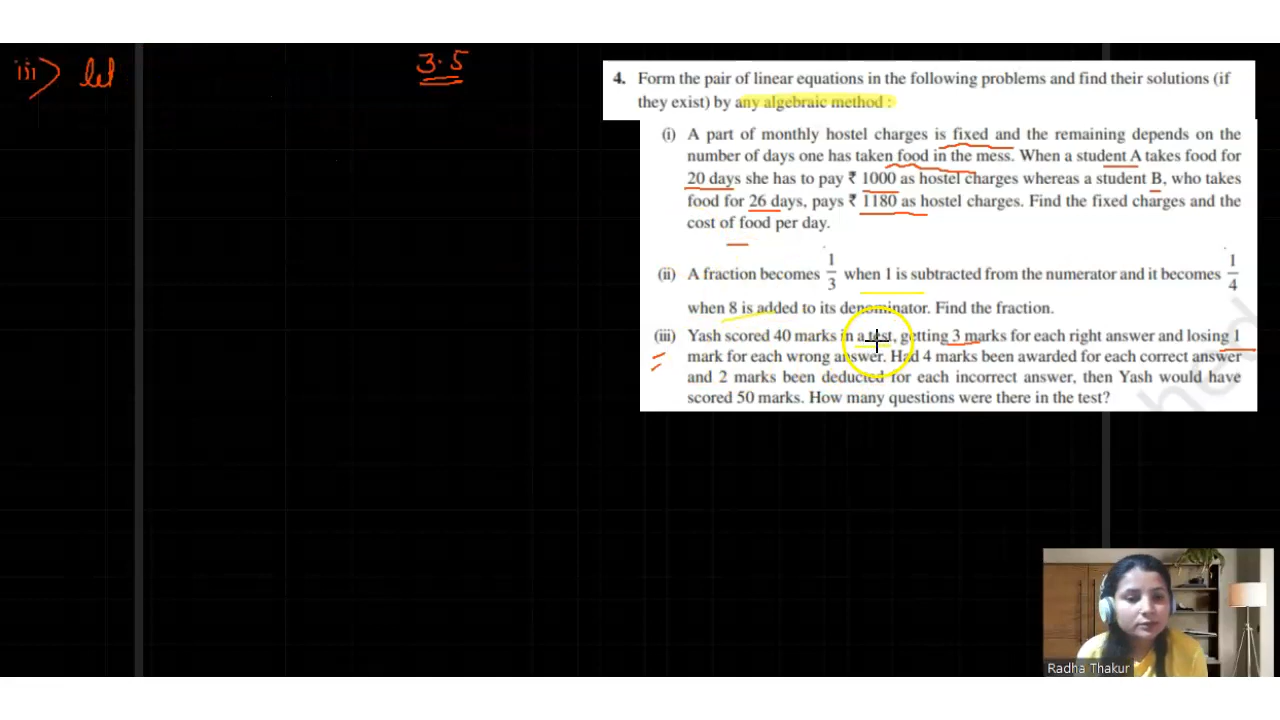 iii) let
3.5
4. Form the pair of linear equations in the following problems and find their solutions (if
they exist) by any algebraic method :
(i) A part of monthly hostel charges is fixed and the remaining depends on the
number of days one has taken food in the mess. When a student A takes food for
20 days she has to pay ₹ 1000 as hostel charges whereas a student B, who takes
food for 26 days, pays ₹ 1180 as hostel charges. Find the fixed charges and the
cost of food per day.
(ii) A fraction becomes 1/3 when 1 is subtracted from the numerator and it becomes 1/4
when 8 is added to its denominator. Find the fraction.
(iii) Yash scored 40 marks in a test, getting 3 marks for each right answer and losing 1
mark for each wrong answer. Had 4 marks been awarded for each correct answer
and 2 marks been deducted for each incorrect answer, then Yash would have
scored 50 marks. How many questions were there in the test?
hed
Radha Thakur